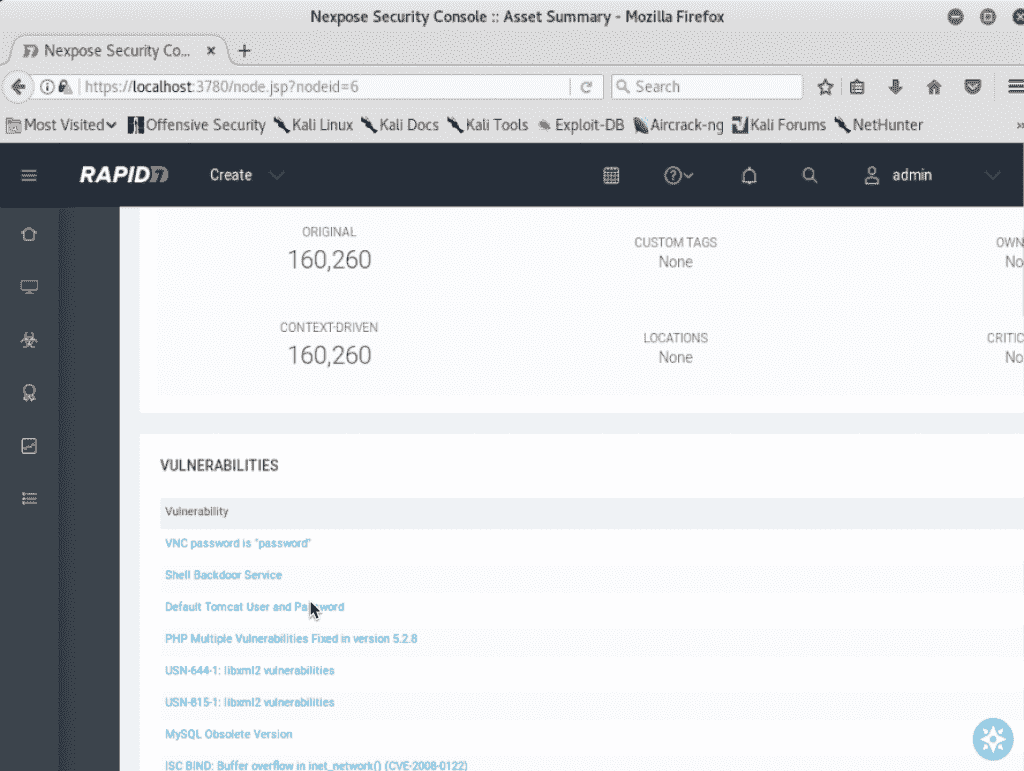 Nexpose Security Console :: Asset Summary - Mozilla Firefox
Nexpose Security Co...
https://localhost:3780/node.jsp?nodeid=6
Search
Most Visited Offensive Security Kali Linux Kali Docs Kali Tools Exploit-DB Aircrack-ng Kali Forums NetHunter
RAPID7 Create admin
ORIGINAL
160,260
CUSTOM TAGS
None
OWN
No
CONTEXT-DRIVEN
160,260
LOCATIONS
None
CRITIC
No
VULNERABILITIES
Vulnerability
VNC password is "password"
Shell Backdoor Service
Default Tomcat User and Password
PHP Multiple Vulnerabilities Fixed in version 5.2.8
USN-644-1: libxml2 vulnerabilities
USN-815-1: libxml2 vulnerabilities
MySQL Obsolete Version
ISC BIND: Buffer overflow in inet_network() (CVE-2008-0122)